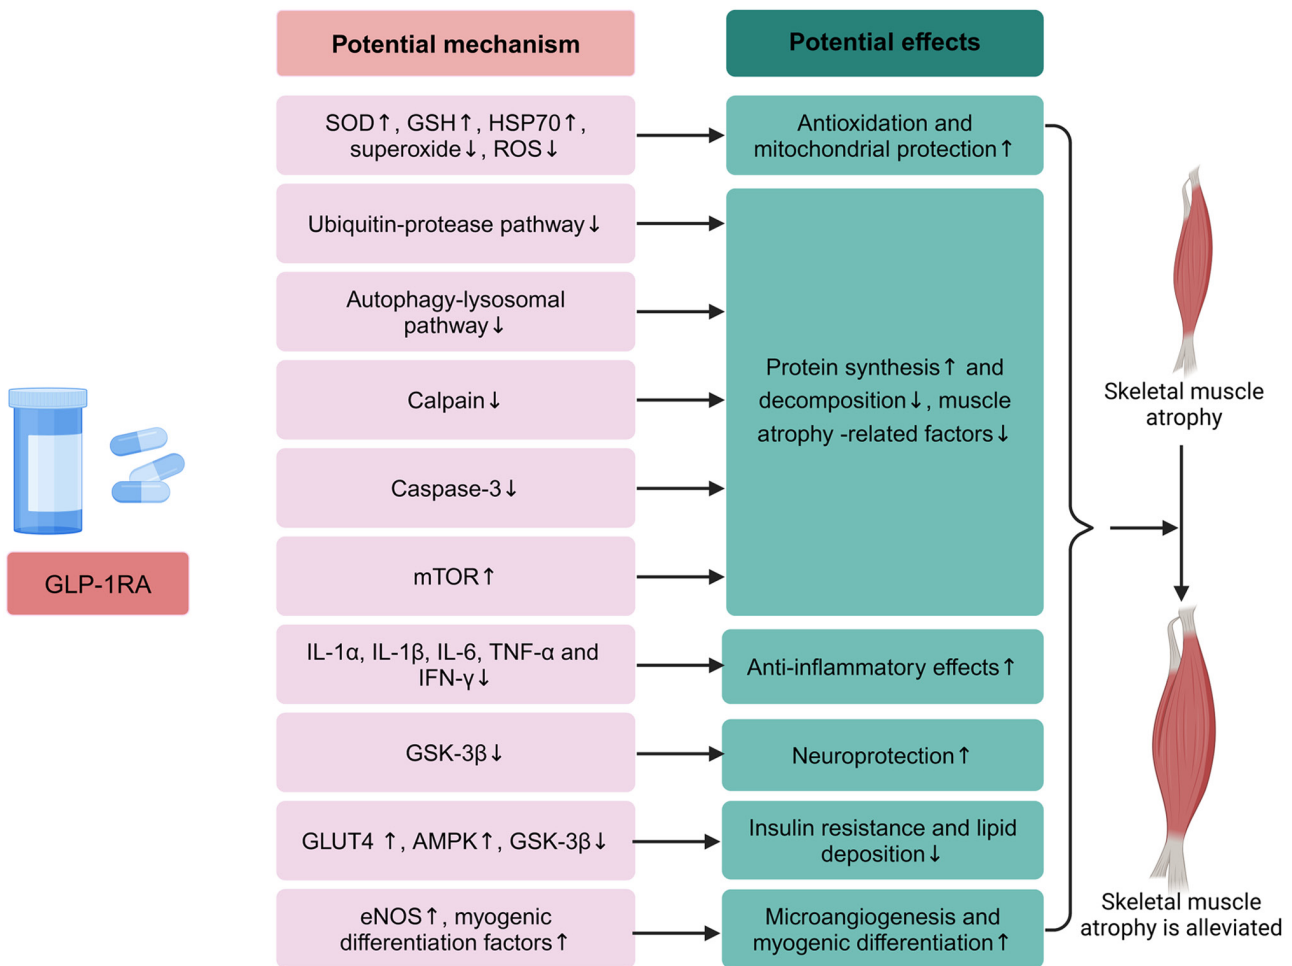 Potential mechanism
Potential effects
SOD↑, GSH↑, HSP70↑,
superoxide↓, ROS↓
Antioxidation and
mitochondrial protection↑
Ubiquitin-protease pathway↓
Autophagy-lysosomal
pathway↓
Calpain↓
Caspase-3↓
mTOR↑
Protein synthesis↑ and
decomposition↓, muscle
atrophy -related factors↓
IL-1α, IL-1β, IL-6, TNF-α and
IFN-γ↓
Anti-inflammatory effects↑
GSK-3β↓
Neuroprotection↑
GLUT4 ↑, AMPK↑, GSK-3β↓
Insulin resistance and lipid
deposition↓
eNOS↑, myogenic
differentiation factors↑
Microangiogenesis and
myogenic differentiation↑
GLP-1RA
Skeletal muscle
atrophy
Skeletal muscle
atrophy is alleviated